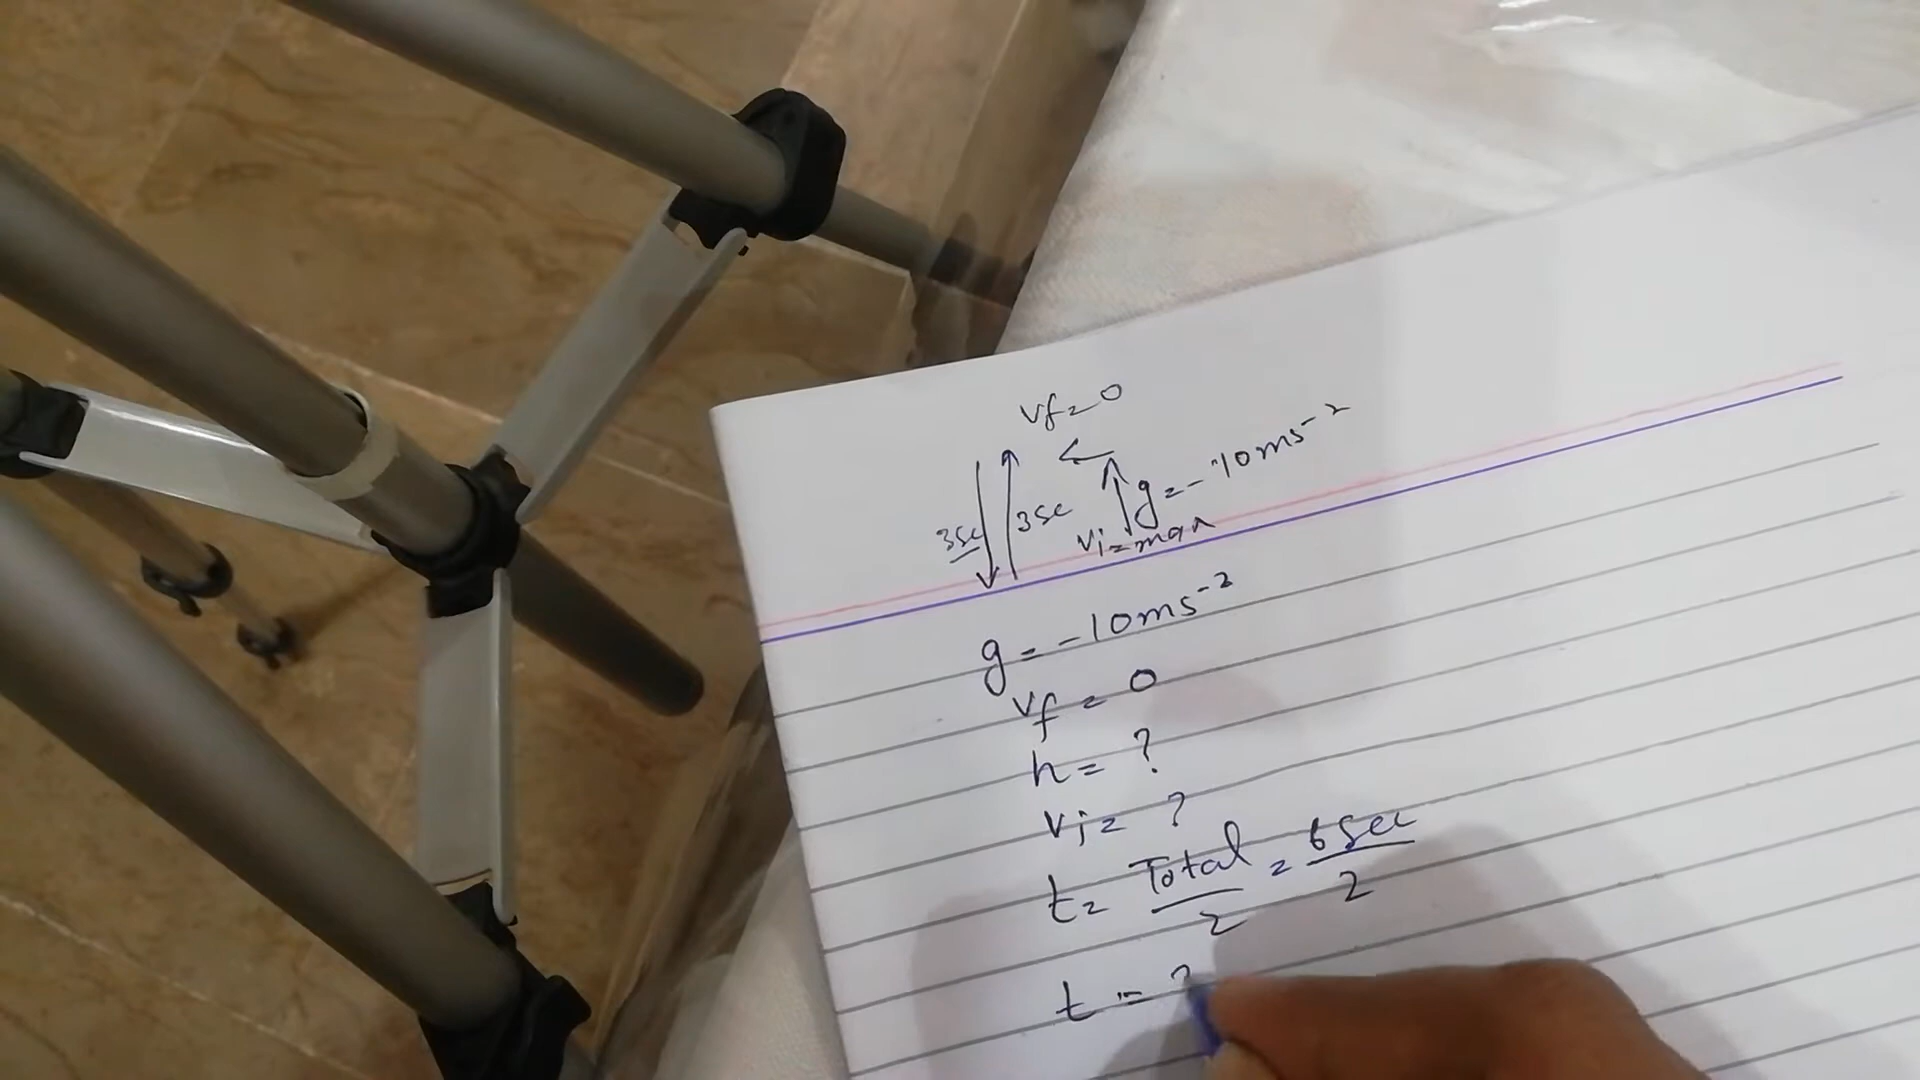 vf=0
g=-10ms⁻²
3sec 3sec
vi=max
g=-10ms⁻²
vf=0
h=?
vi=?
t=Total/2=6sec/2
t=